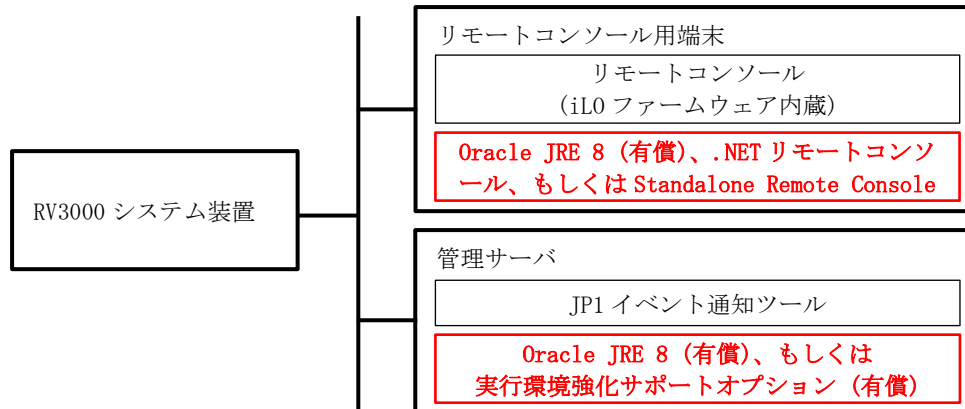 リモートコンソール用端末
リモートコンソール
(iLO ファームウェア内蔵)
Oracle JRE 8 (有償)、.NET リモートコンソ
ール、もしくは Standalone Remote Console
RV3000 システム装置
管理サーバ
JP1 イベント通知ツール
Oracle JRE 8 (有償)、もしくは
実行環境強化サポートオプション (有償)